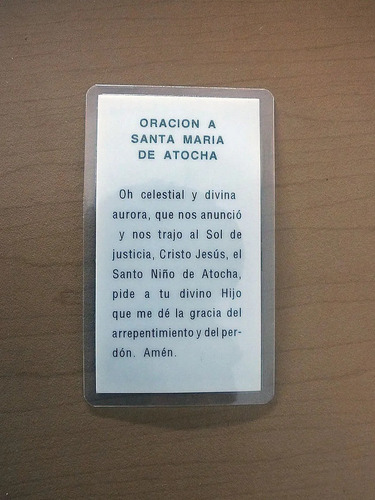 ORACION A
SANTA MARIA
DE ATOCHA
Oh celestial y divina
aurora, que nos anunció
y nos trajo al Sol de
justicia, Cristo Jesús, el
Santo Niño de Atocha,
pide a tu divino Hijo
que me dé la gracia del
arrepentimiento y del per-
dón. Amén.